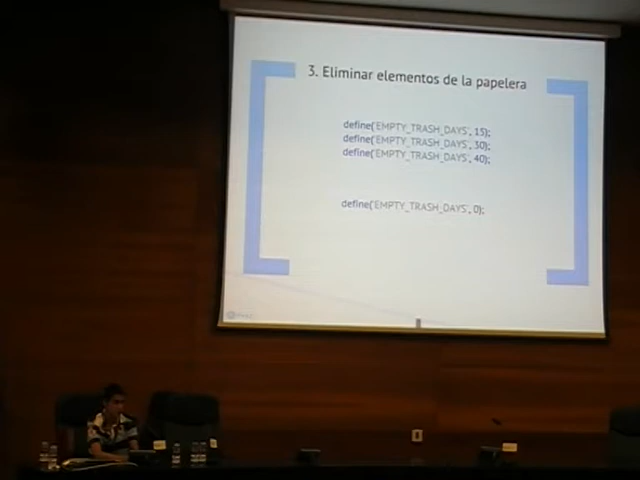 3. Eliminar elementos de la papelera
define('EMPTY_TRASH_DAYS', 15);
define('EMPTY_TRASH_DAYS', 30);
define('EMPTY_TRASH_DAYS', 40);
define('EMPTY_TRASH_DAYS', 0);